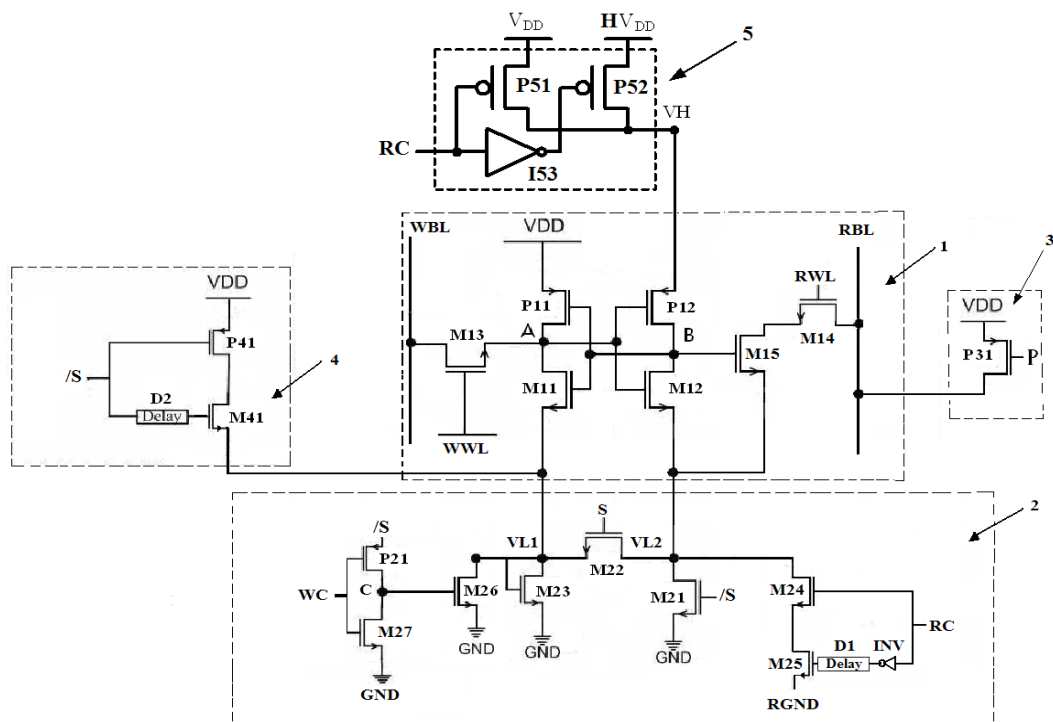 V_DD
HV_DD
5
P51
P52
VH
RC
I53
WBL
RBL
1
3
VDD
RWL
VDD
VDD
P11
P12
M14
P41
A
B
M13
M15
P31
P
4
/S
M11
M12
D2
Delay
M41
WWL
2
/S
S
P21
VL1
VL2
M22
WC
C
M26
M23
M21
/S
M24
M27
RC
D1
INV
GND
GND
GND
M25
Delay
GND
RGND